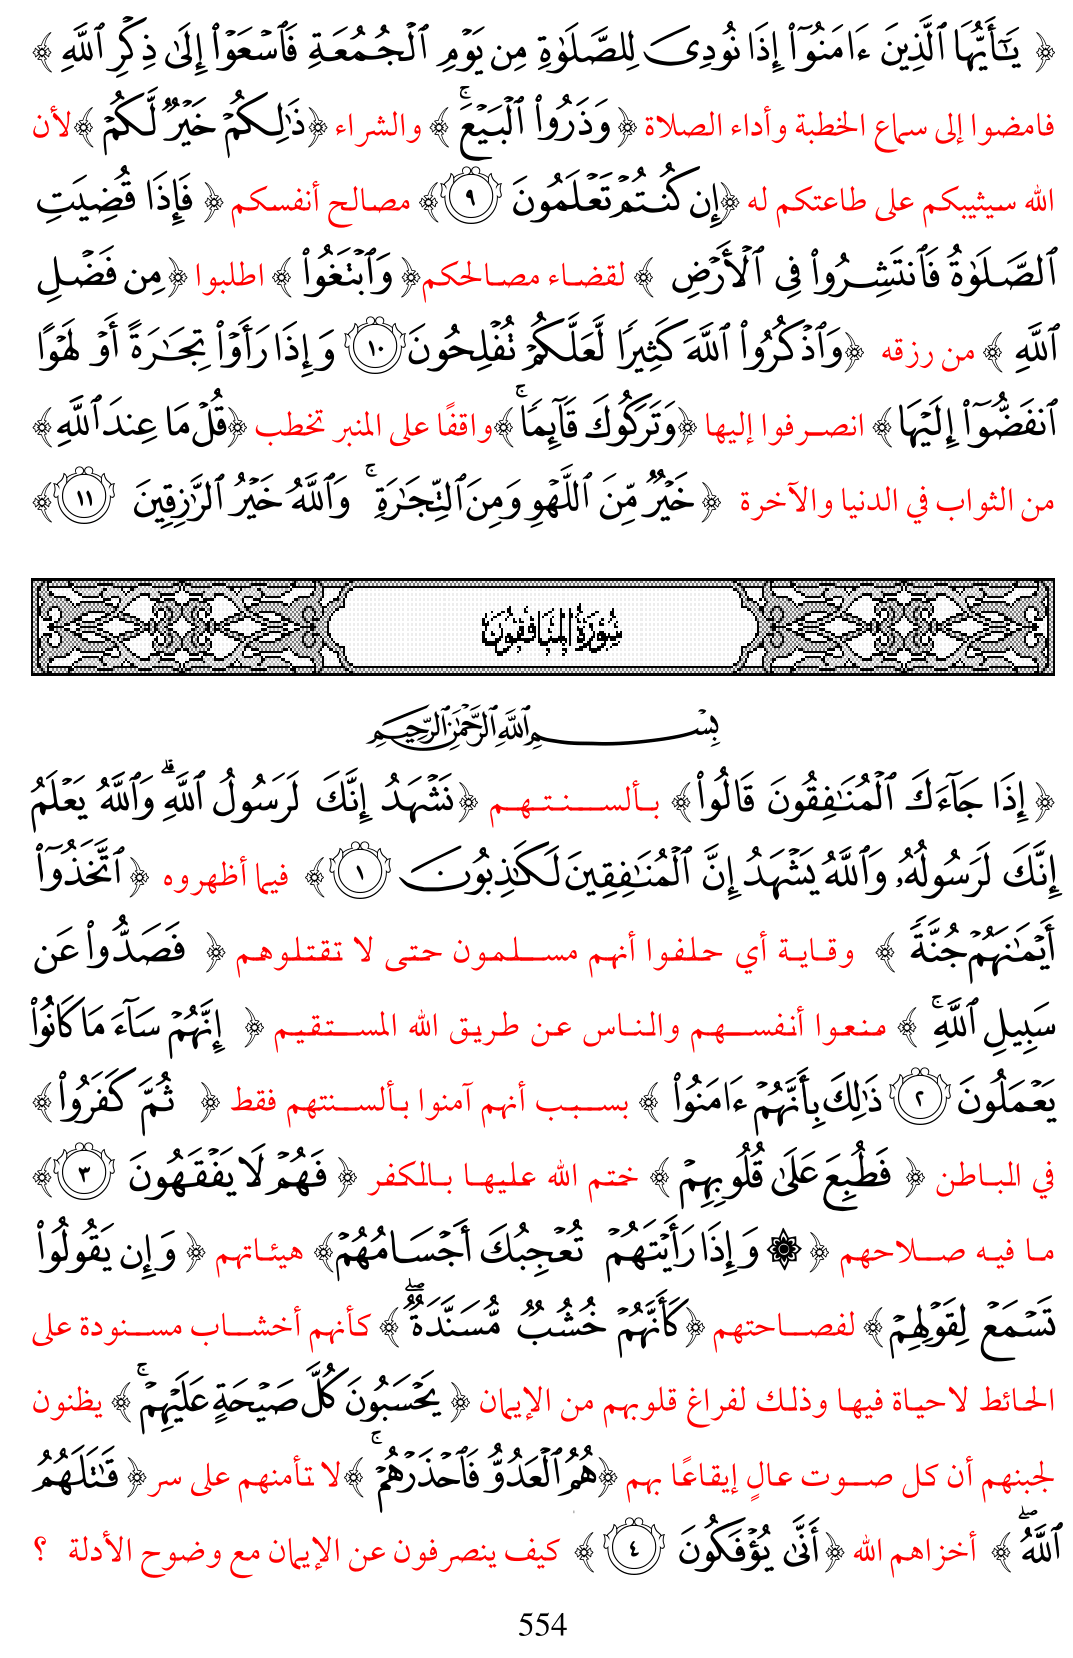 ﴿ يَٰٓأَيُّهَا ٱلَّذِينَ ءَامَنُوٓا۟ إِذَا نُودِىَ لِلصَّلَوٰةِ مِن يَوْمِ ٱلْجُمُعَةِ فَٱسْعَوْا۟ إِلَىٰ ذِكْرِ ٱللَّهِ ﴾
فامضوا إلى سماع الخطبة وأداء الصلاة ﴿ وَذَرُوا۟ ٱلْبَيْعَ ۚ ﴾ والشراء ﴿ذَٰلِكُمْ خَيْرٌ لَّكُمْ ﴾لأن
الله سيثيبكم على طاعتكم له ﴿إِن كُنتُمْ تَعْلَمُونَ ٩﴾ مصالح أنفسكم ﴿ فَإِذَا قُضِيَتِ
ٱلصَّلَوٰةُ فَٱنتَشِرُوا۟ فِى ٱلْأَرْضِ ﴾ لقضاء مصالحكم﴿ وَٱبْتَغُوا۟ ﴾ اطلبوا ﴿مِن فَضْلِ
ٱللَّهِ ﴾ من رزقه ﴿وَٱذْكُرُوا۟ ٱللَّهَ كَثِيرًا لَّعَلَّكُمْ تُفْلِحُونَ ١٠ وَإِذَا رَأَوْا۟ تِجَٰرَةً أَوْ لَهْوًا
ٱنفَضُّوٓا۟ إِلَيْهَا﴾ انصرفوا إليها ﴿وَتَرَكُوكَ قَآئِمًا ۚ﴾واقفًا على المنبر تخطب ﴿قُلْ مَا عِندَ ٱللَّهِ﴾
من الثواب في الدنيا والآخرة ﴿ خَيْرٌ مِّنَ ٱللَّهْوِ وَمِنَ ٱلتِّجَٰرَةِ ۚ وَٱللَّهُ خَيْرُ ٱلرَّٰزِقِينَ ١١﴾
سُورَةُ المُنَافِقُونَ
بِسْمِ ٱللَّهِ ٱلرَّحْمَٰنِ ٱلرَّحِيمِ
﴿ إِذَا جَآءَكَ ٱلْمُنَٰفِقُونَ قَالُوا۟﴾ بألسنتهم ﴿نَشْهَدُ إِنَّكَ لَرَسُولُ ٱللَّهِ ۗ وَٱللَّهُ يَعْلَمُ
إِنَّكَ لَرَسُولُهُۥ وَٱللَّهُ يَشْهَدُ إِنَّ ٱلْمُنَٰفِقِينَ لَكَٰذِبُونَ ١ ﴾ فيما أظهروه ﴿ ٱتَّخَذُوٓا۟
أَيْمَٰنَهُمْ جُنَّةً ﴾ وقاية أي حلفوا أنهم مسلمون حتى لا تقتلوهم ﴿ فَصَدُّوا۟ عَن
سَبِيلِ ٱللَّهِ ۚ ﴾ منعوا أنفسهم والناس عن طريق الله المستقيم ﴿ إِنَّهُمْ سَآءَ مَا كَانُوا۟
يَعْمَلُونَ ٢ ذَٰلِكَ بِأَنَّهُمْ ءَامَنُوا۟ ﴾ بسبب أنهم آمنوا بألسنتهم فقط ﴿ ثُمَّ كَفَرُوا۟ ﴾
في الباطن ﴿ فَطُبِعَ عَلَىٰ قُلُوبِهِمْ ﴾ ختم الله عليها بالكفر ﴿ فَهُمْ لَا يَفْقَهُونَ ٣﴾
ما فيه صلاحهم ﴿ ۞ وَإِذَا رَأَيْتَهُمْ تُعْجِبُكَ أَجْسَامُهُمْ﴾ هيئاتهم ﴿ وَإِن يَقُولُوا۟
تَسْمَعْ لِقَوْلِهِمْ ﴾ لفصاحتهم ﴿كَأَنَّهُمْ خُشُبٌ مُّسَنَّدَةٌ ۖ ﴾ كأنهم أخشاب مسنودة على
الحائط لاحياة فيها وذلك لفراغ قلوبهم من الإيمان ﴿ يَحْسَبُونَ كُلَّ صَيْحَةٍ عَلَيْهِمْ ۚ ﴾ يظنون
لجبنهم أن كل صوت عالٍ إيقاعًا بهم ﴿هُمُ ٱلْعَدُوُّ فَٱحْذَرْهُمْ ۚ ﴾لا تأمنهم على سر ﴿ قَٰتَلَهُمُ
ٱللَّهُ ۖ ﴾ أخزاهم الله ﴿أَنَّىٰ يُؤْفَكُونَ ٤ ﴾ كيف ينصرفون عن الإيمان مع وضوح الأدلة ؟
554